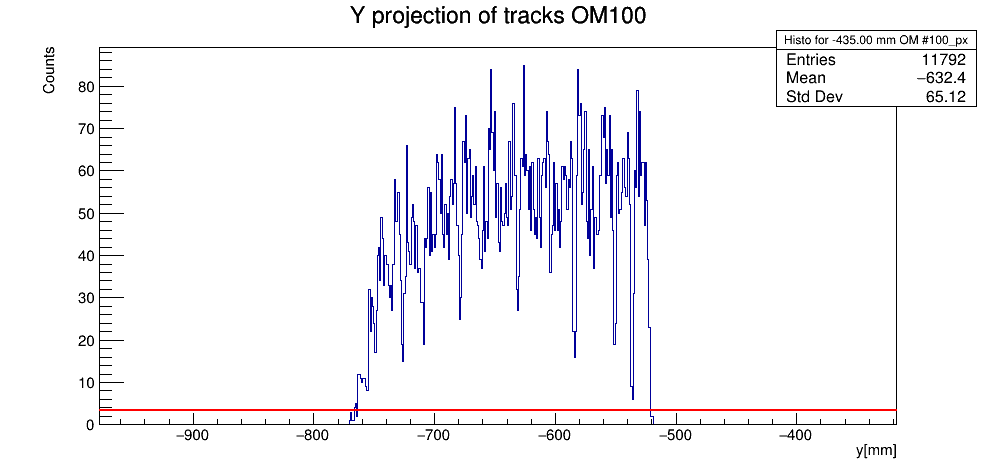 Y projection of tracks OM100
Histo for -435.00 mm OM #100_px
Entries 11792
Mean −632.4
Std Dev 65.12
Counts
80
70
60
50
40
30
20
10
0
−900 −800 −700 −600 −500 −400
y[mm]